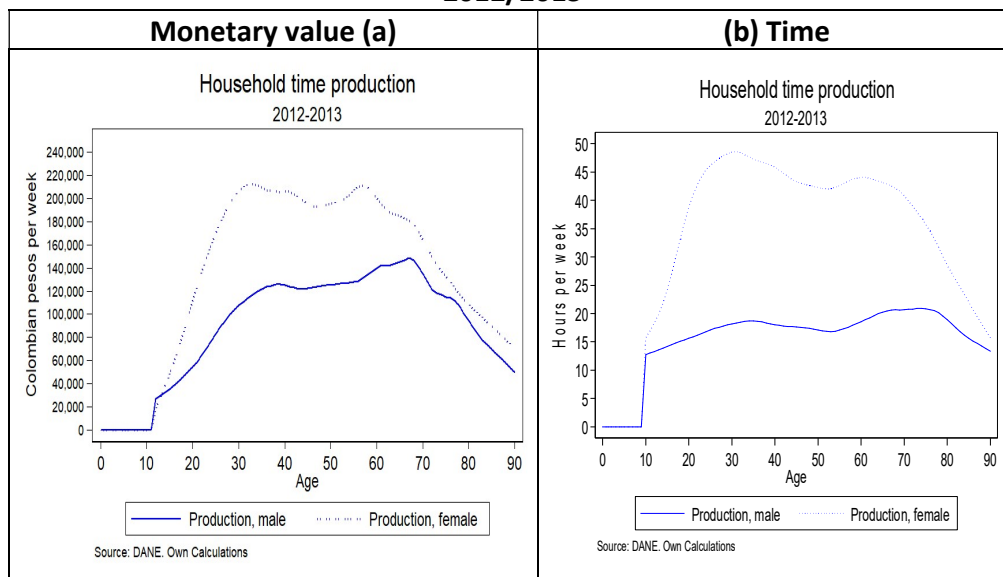 2012/2013
Monetary value (a)
(b) Time
Household time production
2012-2013
Colombian pesos per week
240,000
220,000
200,000
180,000
160,000
140,000
120,000
100,000
80,000
60,000
40,000
20,000
0
0 10 20 30 40 50 60 70 80 90
Age
Production, male
Production, female
Source: DANE. Own Calculations
Household time production
2012-2013
Hours per week
50
45
40
35
30
25
20
15
10
5
0
0 10 20 30 40 50 60 70 80 90
Age
Production, male
Production, female
Source: DANE. Own Calculations